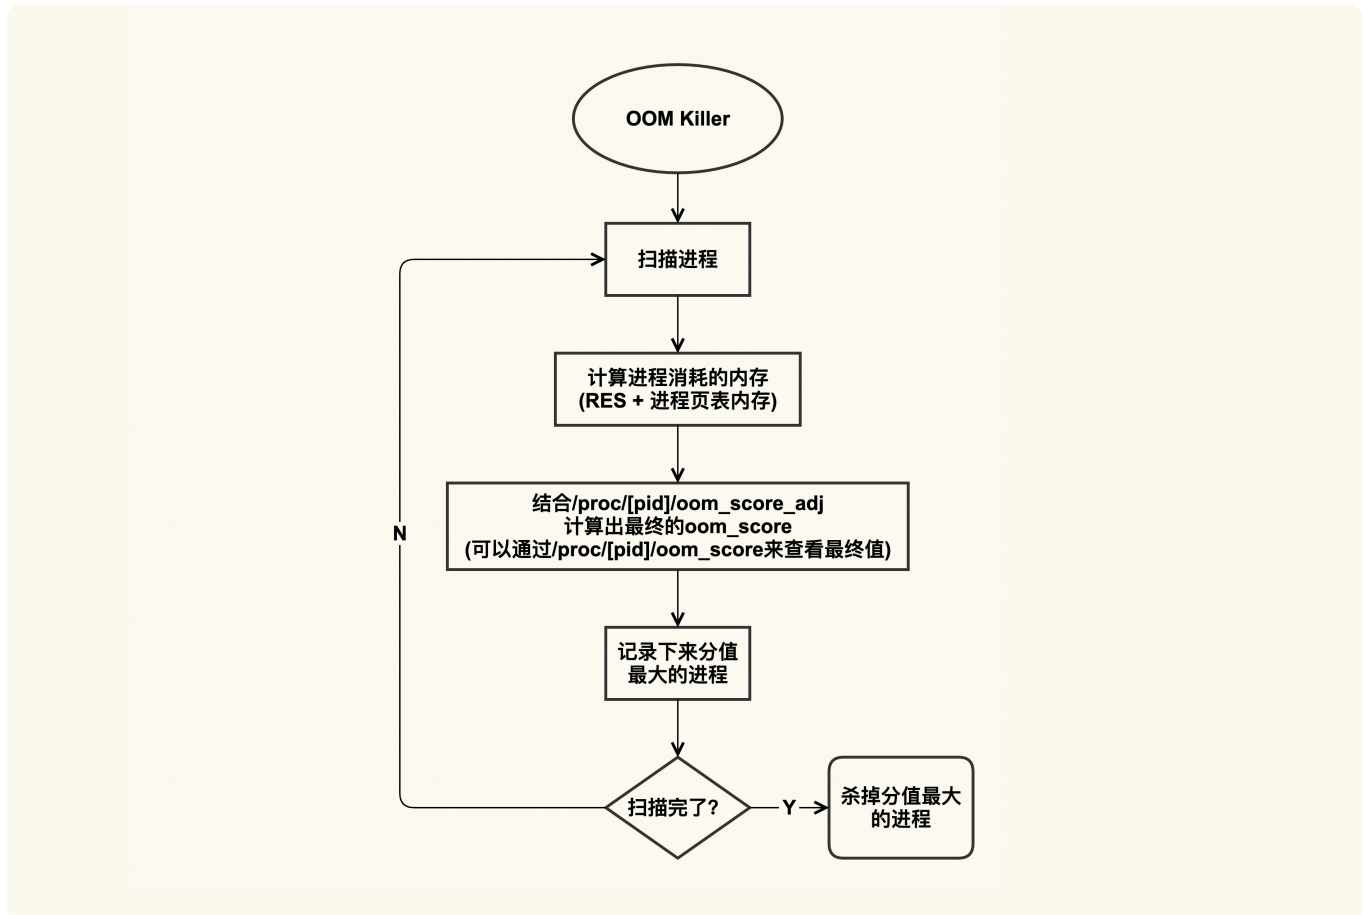 OOM Killer
扫描进程
计算进程消耗的内存
(RES + 进程页表内存)
结合/proc/[pid]/oom_score_adj
计算出最终的oom_score
(可以通过/proc/[pid]/oom_score来查看最终值)
N
记录下来分值
最大的进程
扫描完了?
Y
杀掉分值最大
的进程